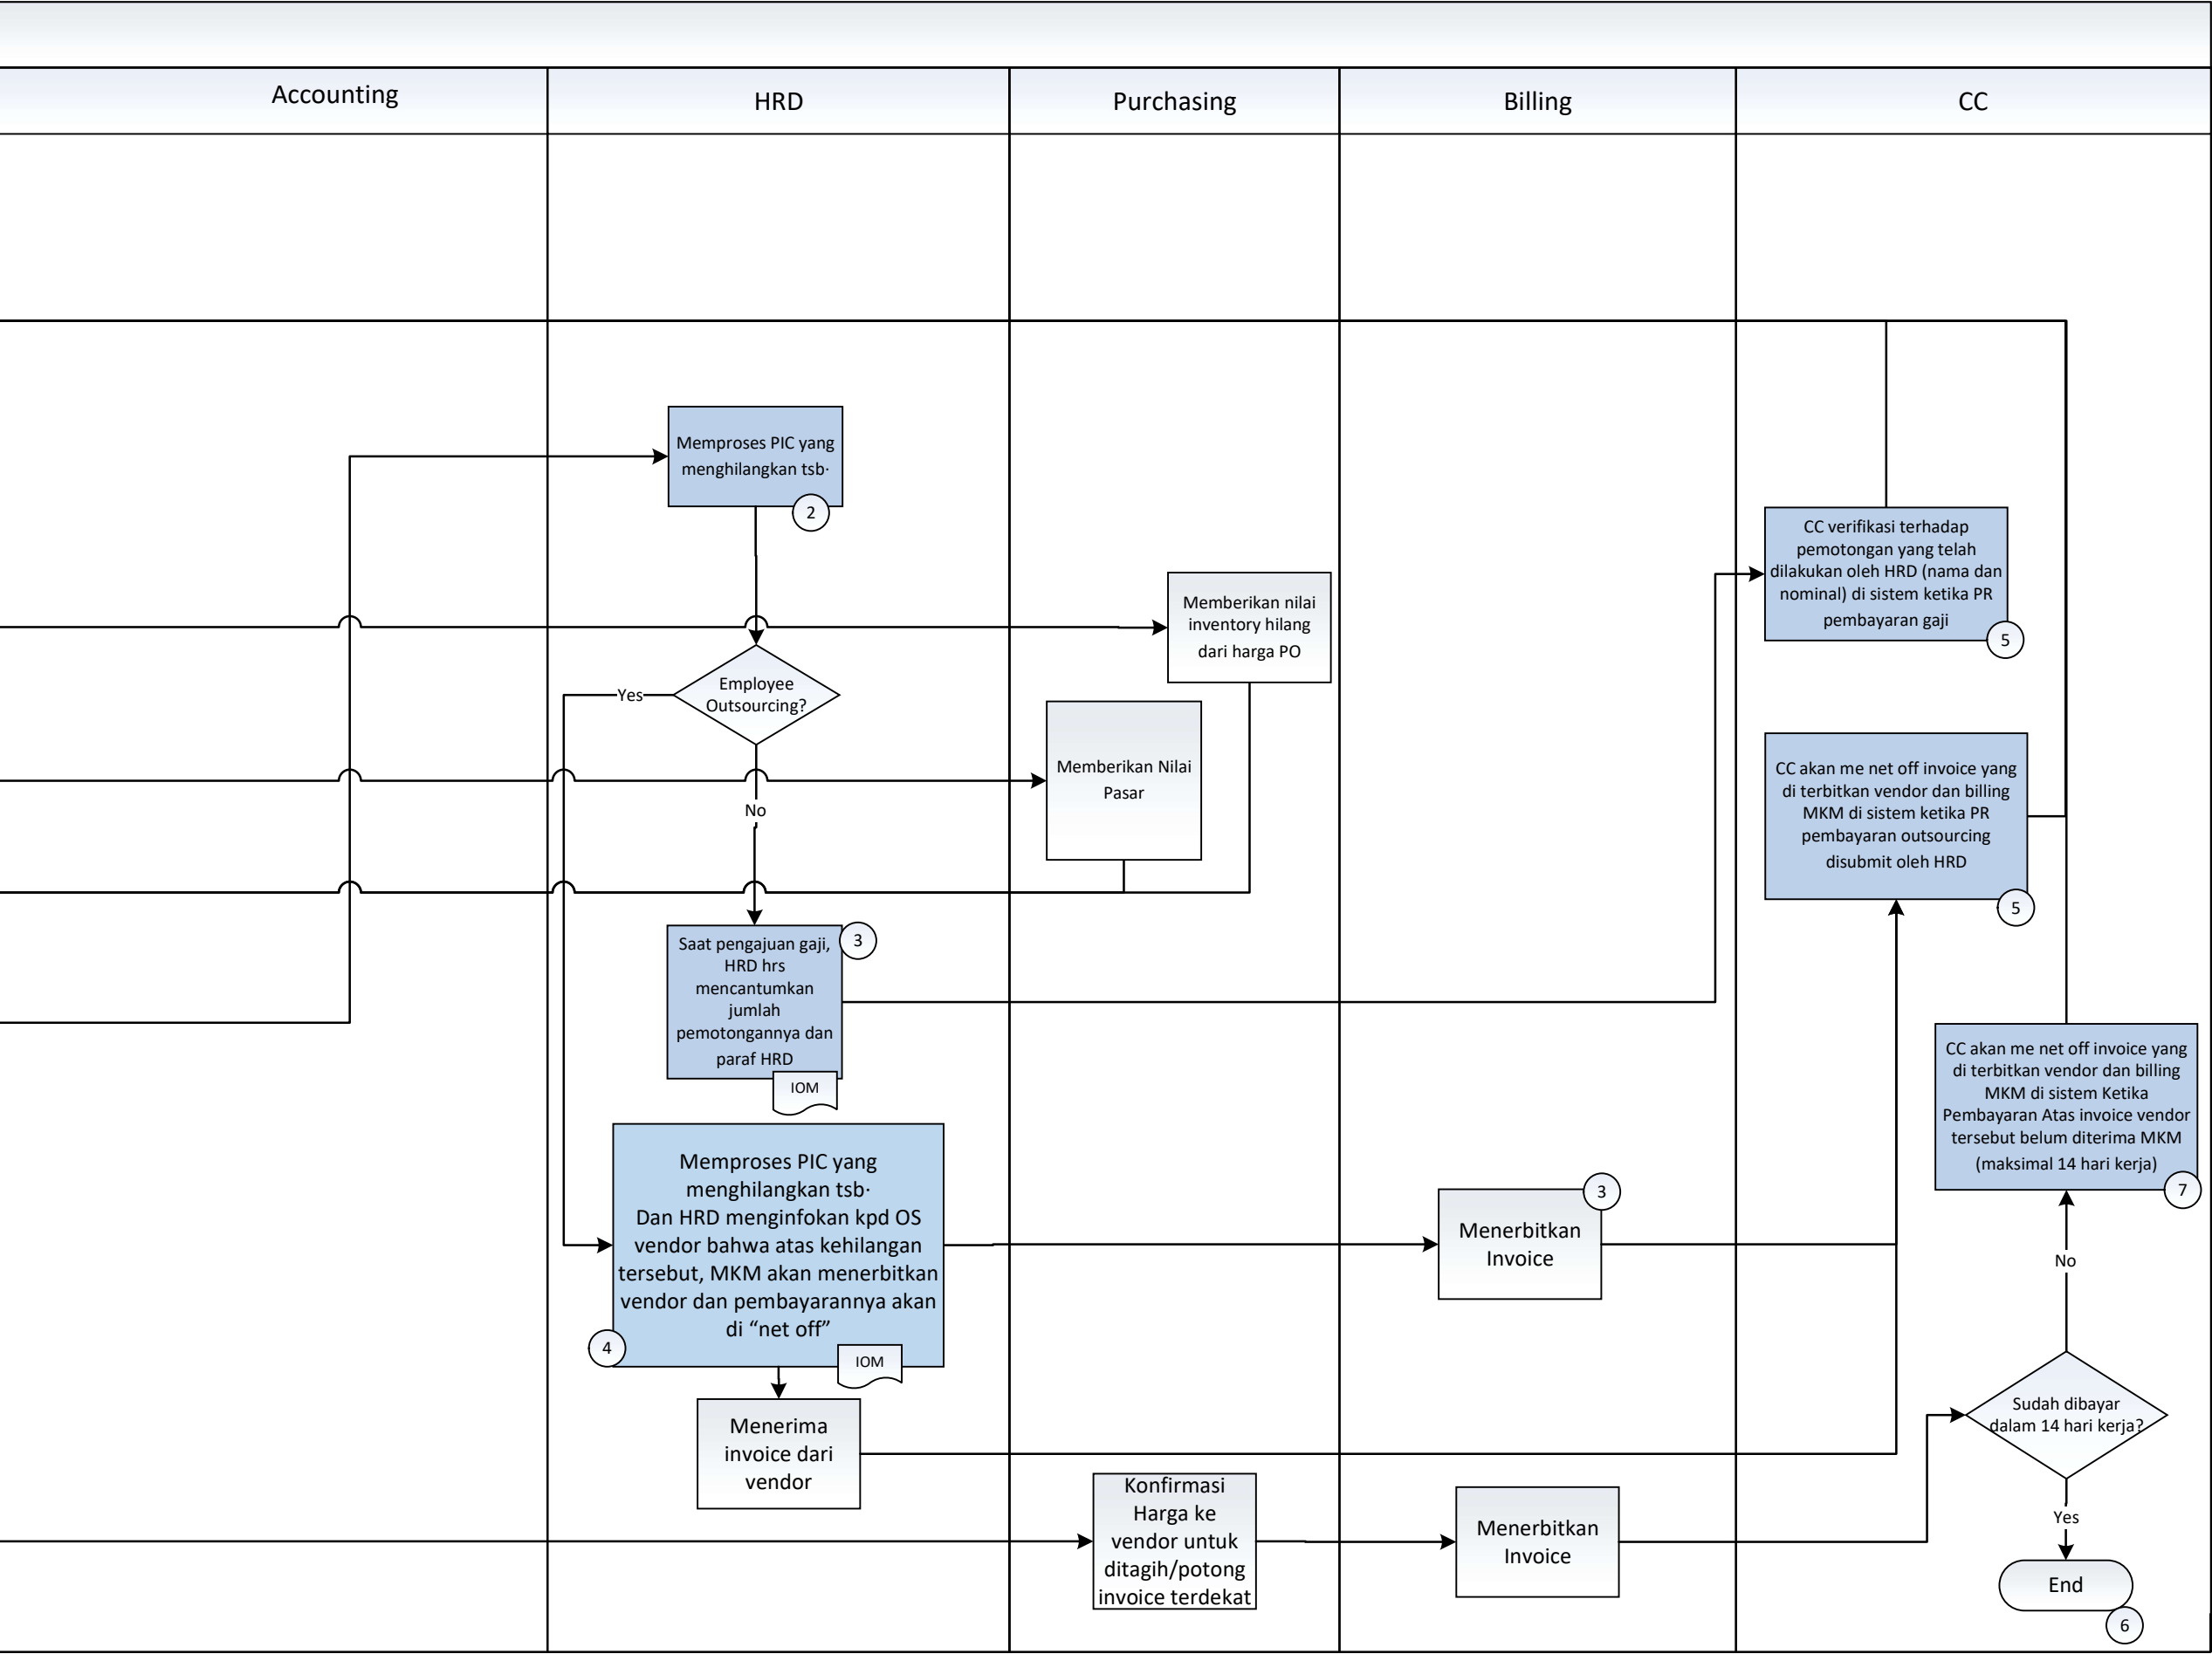 Accounting
HRD
Purchasing
Billing
CC
Memproses PIC yang
menghilangkan tsb·
2
CC verifikasi terhadap
pemotongan yang telah
dilakukan oleh HRD (nama dan
nominal) di sistem ketika PR
pembayaran gaji
5
Memberikan nilai
inventory hilang
dari harga PO
Employee
Outsourcing?
Yes
No
Memberikan Nilai
Pasar
CC akan me net off invoice yang
di terbitkan vendor dan billing
MKM di sistem ketika PR
pembayaran outsourcing
disubmit oleh HRD
5
Saat pengajuan gaji,
HRD hrs
mencantumkan
jumlah
pemotongannya dan
paraf HRD
3
IOM
CC akan me net off invoice yang
di terbitkan vendor dan billing
MKM di sistem Ketika
Pembayaran Atas invoice vendor
tersebut belum diterima MKM
(maksimal 14 hari kerja)
7
Memproses PIC yang
menghilangkan tsb·
Dan HRD menginfokan kpd OS
vendor bahwa atas kehilangan
tersebut, MKM akan menerbitkan
vendor dan pembayarannya akan
di “net off”
4
IOM
Menerbitkan
Invoice
3
No
Menerima
invoice dari
vendor
Sudah dibayar
dalam 14 hari kerja?
Konfirmasi
Harga ke
vendor untuk
ditagih/potong
invoice terdekat
Menerbitkan
Invoice
Yes
End
6